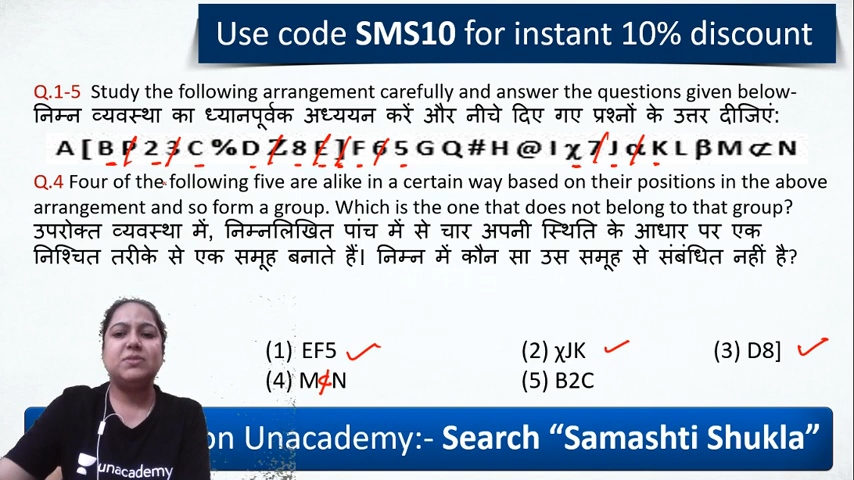 Use code SMS10 for instant 10% discount
Q.1-5 Study the following arrangement carefully and answer the questions given below-
निम्न व्यवस्था का ध्यानपूर्वक अध्ययन करें और नीचे दिए गए प्रश्नों के उत्तर दीजिएं:
A [ B P 2 3 C % D Z 8 E ] F 6 5 G Q # H @ I χ 7 J α K L β M ⊄ N
Q.4 Four of the following five are alike in a certain way based on their positions in the above
arrangement and so form a group. Which is the one that does not belong to that group?
उपरोक्त व्यवस्था में, निम्नलिखित पांच में से चार अपनी स्थिति के आधार पर एक
निश्चित तरीके से एक समूह बनाते हैं। निम्न में कौन सा उस समूह से संबंधित नहीं है?
(1) EF5 (2) χJK (3) D8]
(4) M⊄N (5) B2C
on Unacademy:- Search “Samashti Shukla”
unacademy